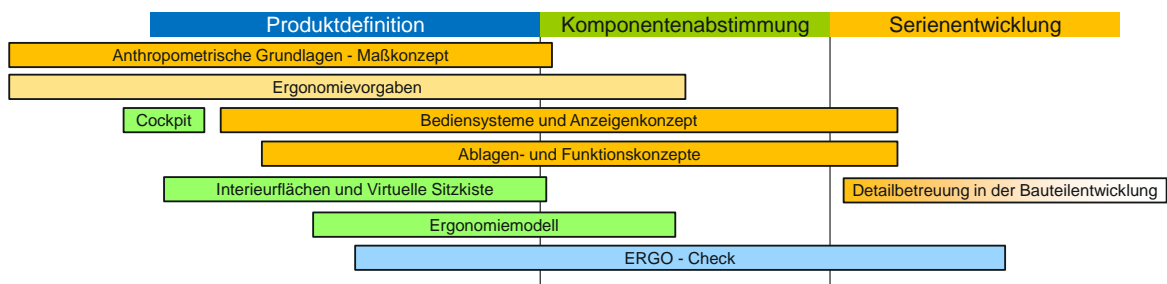 Produktdefinition Komponentenabstimmung Serienentwicklung
Anthropometrische Grundlagen - Maßkonzept
Ergonomievorgaben
Cockpit Bediensysteme und Anzeigenkonzept
Ablagen- und Funktionskonzepte
Interieurflächen und Virtuelle Sitzkiste Detailbetreuung in der Bauteilentwicklung
Ergonomiemodell
ERGO - Check